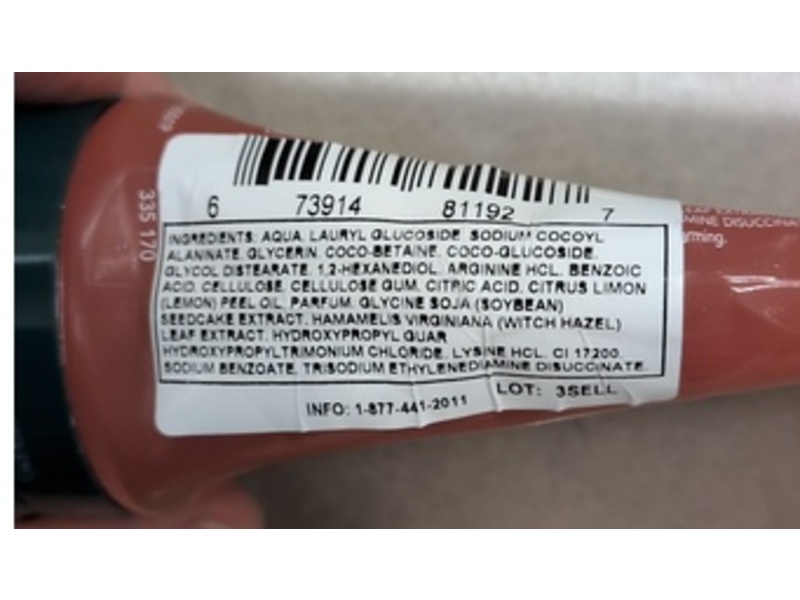 6 73914 81192 7
INGREDIENTS: AQUA, LAURYL GLUCOSIDE, SODIUM COCOYL
ALANINATE, GLYCERIN, COCO-BETAINE, COCO-GLUCOSIDE,
GLYCOL DISTEARATE, 1,2-HEXANEDIOL, ARGININE HCL, BENZOIC
ACID, CELLULOSE, CELLULOSE GUM, CITRIC ACID, CITRUS LIMON
(LEMON) PEEL OIL, PARFUM, GLYCINE SOJA (SOYBEAN)
SEEDCAKE EXTRACT, HAMAMELIS VIRGINIANA (WITCH HAZEL)
LEAF EXTRACT, HYDROXYPROPYL GUAR
HYDROXYPROPYLTRIMONIUM CHLORIDE, LYSINE HCL, CI 17200,
SODIUM BENZOATE, TRISODIUM ETHYLENEDIAMINE DISUCCINATE.
INFO: 1-877-441-2011 LOT: 3SELL
335 170